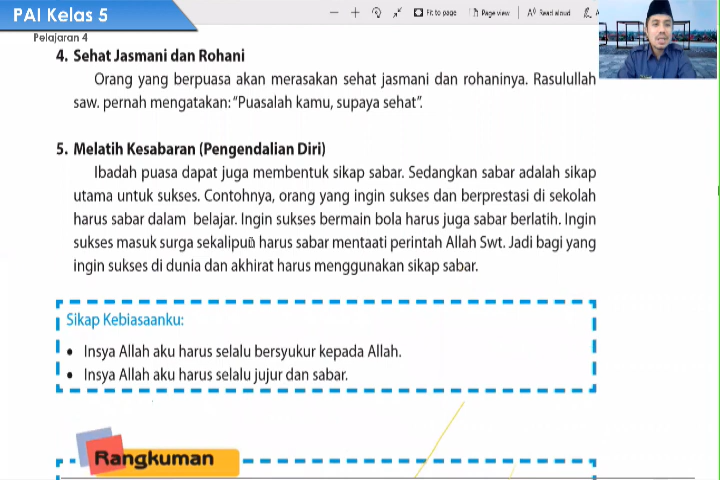 PAI Kelas 5
Pelajaran 4
Fit to page
Page view
Read aloud
4. Sehat Jasmani dan Rohani
Orang yang berpuasa akan merasakan sehat jasmani dan rohaninya. Rasulullah
saw. pernah mengatakan: “Puasalah kamu, supaya sehat”.
5. Melatih Kesabaran (Pengendalian Diri)
Ibadah puasa dapat juga membentuk sikap sabar. Sedangkan sabar adalah sikap
utama untuk sukses. Contohnya, orang yang ingin sukses dan berprestasi di sekolah
harus sabar dalam belajar. Ingin sukses bermain bola harus juga sabar berlatih. Ingin
sukses masuk surga sekalipun harus sabar mentaati perintah Allah Swt. Jadi bagi yang
ingin sukses di dunia dan akhirat harus menggunakan sikap sabar.
Sikap Kebiasaanku:
• Insya Allah aku harus selalu bersyukur kepada Allah.
• Insya Allah aku harus selalu jujur dan sabar.
Rangkuman